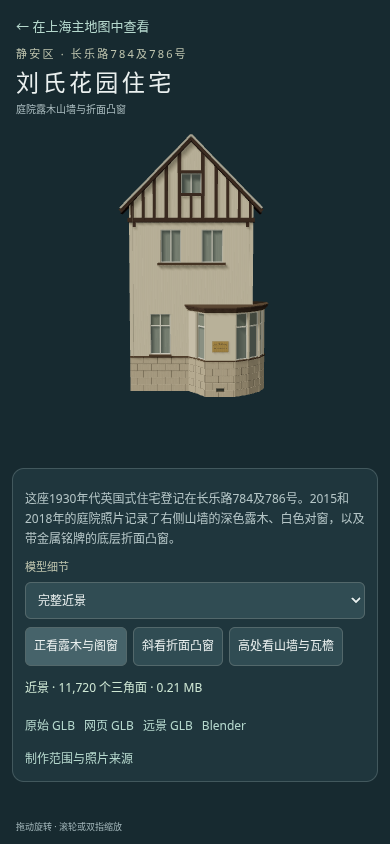 ← 在上海主地图中查看
静安区 · 长乐路784及786号
刘氏花园住宅
庭院露木山墙与折面凸窗
这座1930年代英国式住宅登记在长乐路784及786号。2015和
2018年的庭院照片记录了右侧山墙的深色露木、白色对窗，以及
带金属铭牌的底层折面凸窗。
模型细节
完整近景
正看露木与阁窗 斜看折面凸窗 高处看山墙与瓦檐
近景 · 11,720 个三角面 · 0.21 MB
原始 GLB 网页 GLB 远景 GLB Blender
制作范围与照片来源
拖动旋转 · 滚轮或双指缩放